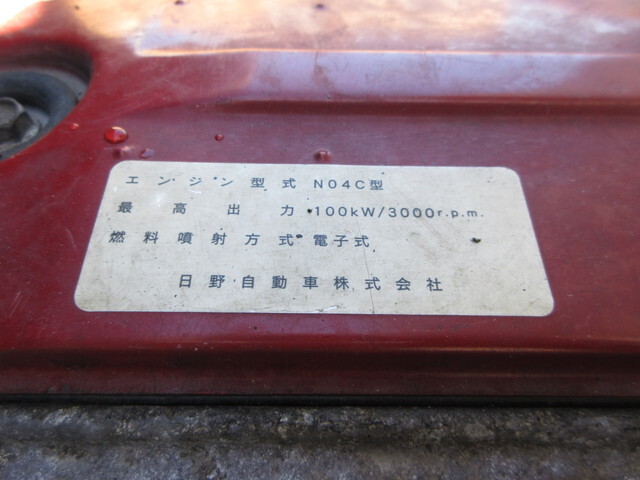 エンジン型式 N04C型
最高出力 100kW/3000r.p.m.
燃料噴射方式 電子式
日野自動車株式会社